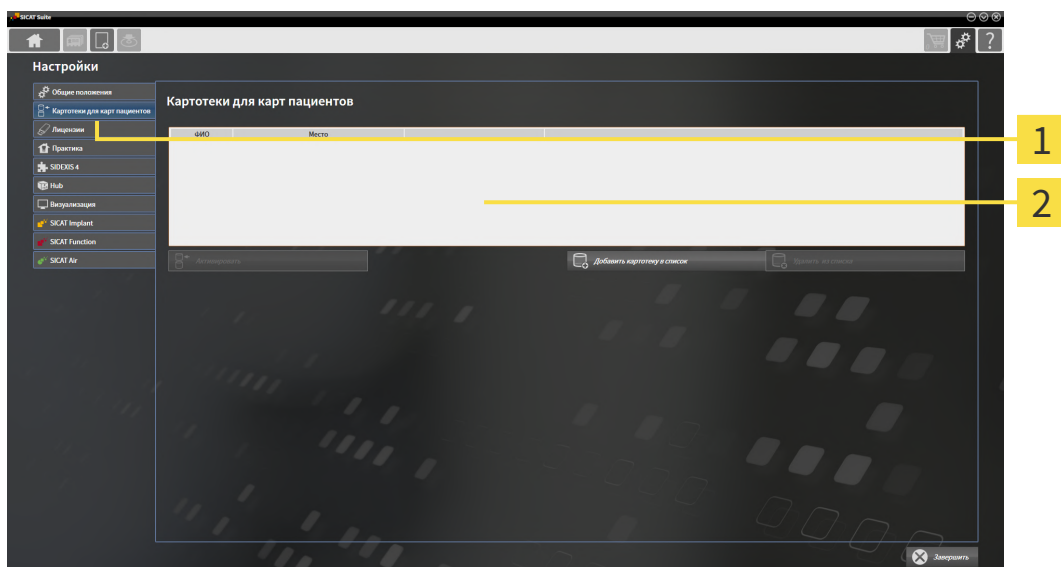 SICAT Suite
?
Настройки
Общие положения
Картотеки для карт пациентов
Лицензии
Практика
SIDEXIS 4
Hub
Визуализация
SICAT Implant
SICAT Function
SICAT Air
Картотеки для карт пациентов
ФИО Место
Активировать
Добавить картотеку в список
Удалить из списка
Завершить
1
2